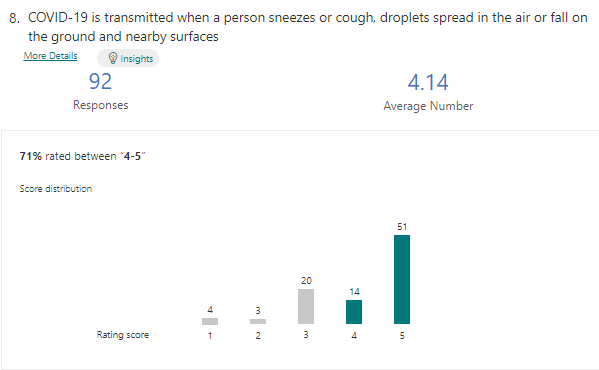 8. COVID-19 is transmitted when a person sneezes or cough, droplets spread in the air or fall on
the ground and nearby surfaces
More Details Insights
92 4.14
Responses Average Number
71% rated between "4-5"
Score distribution
51
20
14
4 3
Rating score 1 2 3 4 5